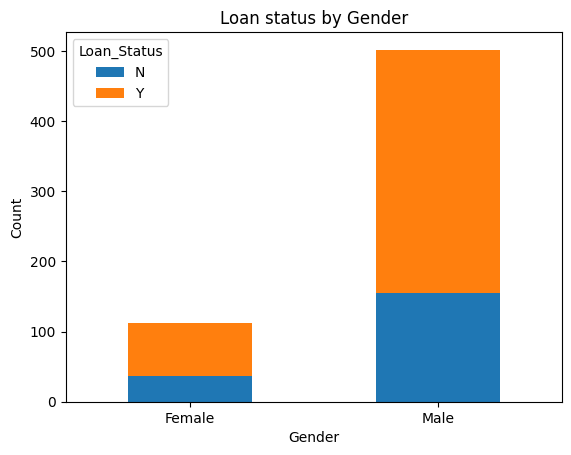 Loan status by Gender
Loan_Status
N
Y
500
400
300
200
100
0
Count
Female
Male
Gender